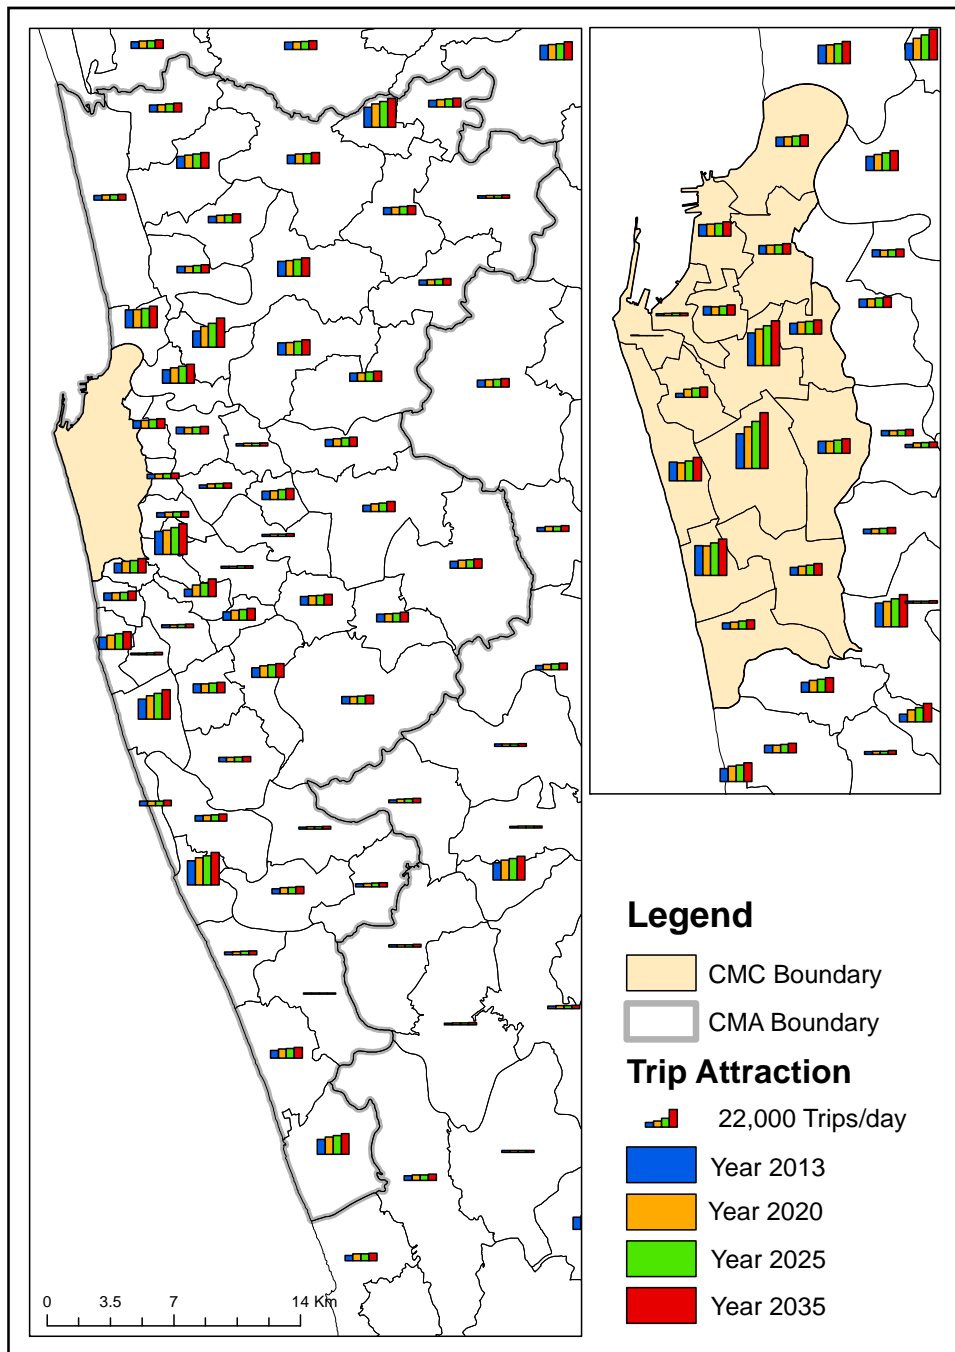 Legend
CMC Boundary
CMA Boundary
Trip Attraction
22,000 Trips/day
Year 2013
Year 2020
Year 2025
Year 2035
0 3.5 7 14 Km